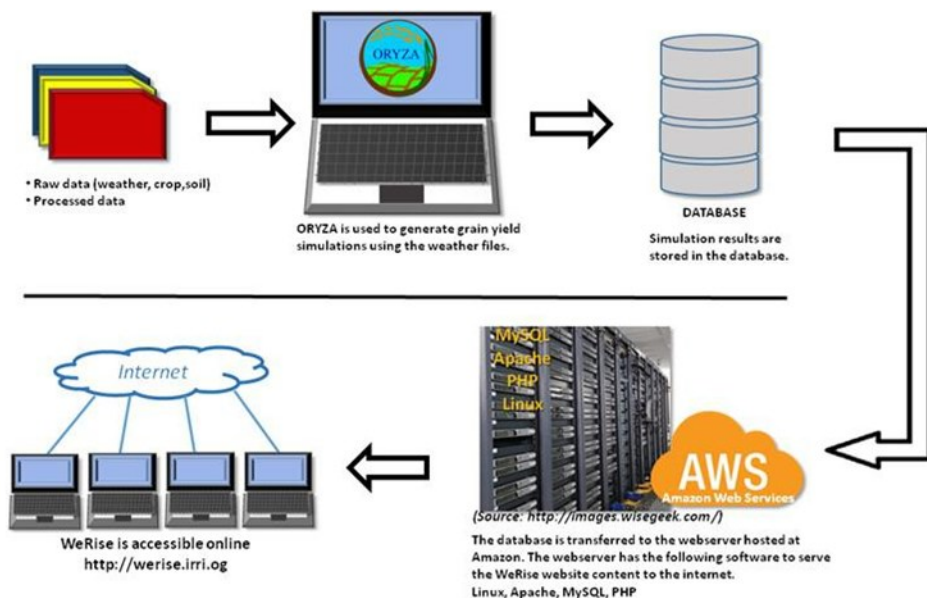 ORYZA
• Raw data (weather, crop,soil)
• Processed data
ORYZA is used to generate grain yield
simulations using the weather files.
DATABASE
Simulation results are
stored in the database.
Internet
WeRise is accessible online
http://werise.irri.og
MySQL
Apache
PHP
Linux
AWS
Amazon Web Services
(Source: http://images.wisegeek.com/)
The database is transferred to the webserver hosted at
Amazon. The webserver has the following software to serve
the WeRise website content to the internet.
Linux, Apache, MySQL, PHP